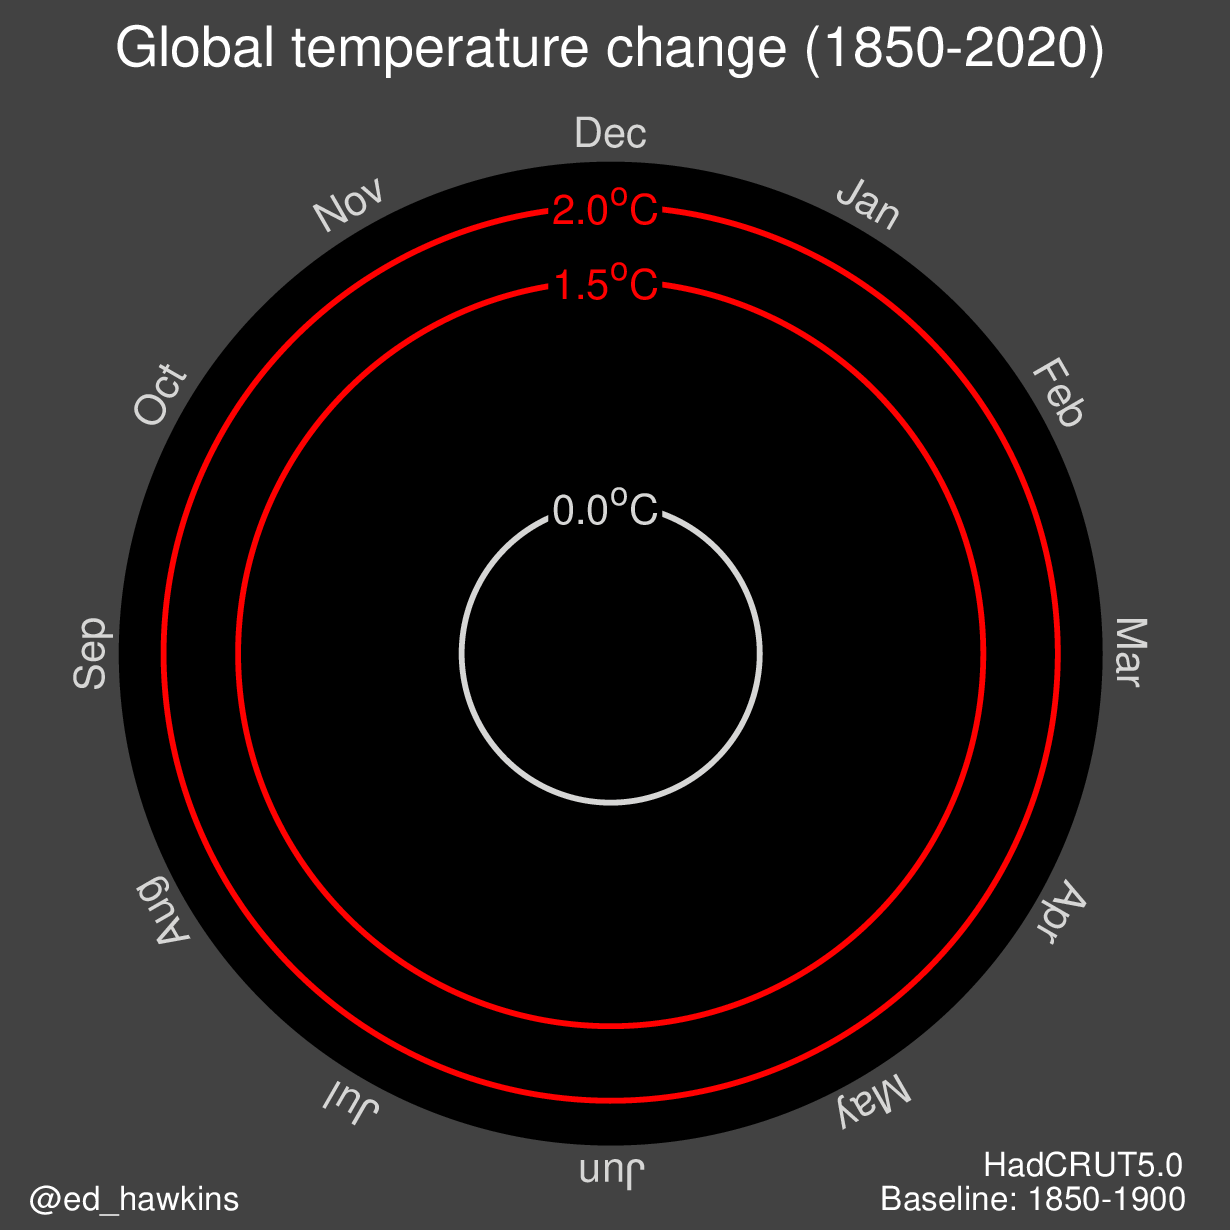 Global temperature change (1850-2020)
Dec
Jan
Feb
Mar
Apr
May
Jun
Jul
Aug
Sep
Oct
Nov
2.0°C
1.5°C
0.0°C
@ed_hawkins
HadCRUT5.0
Baseline: 1850-1900